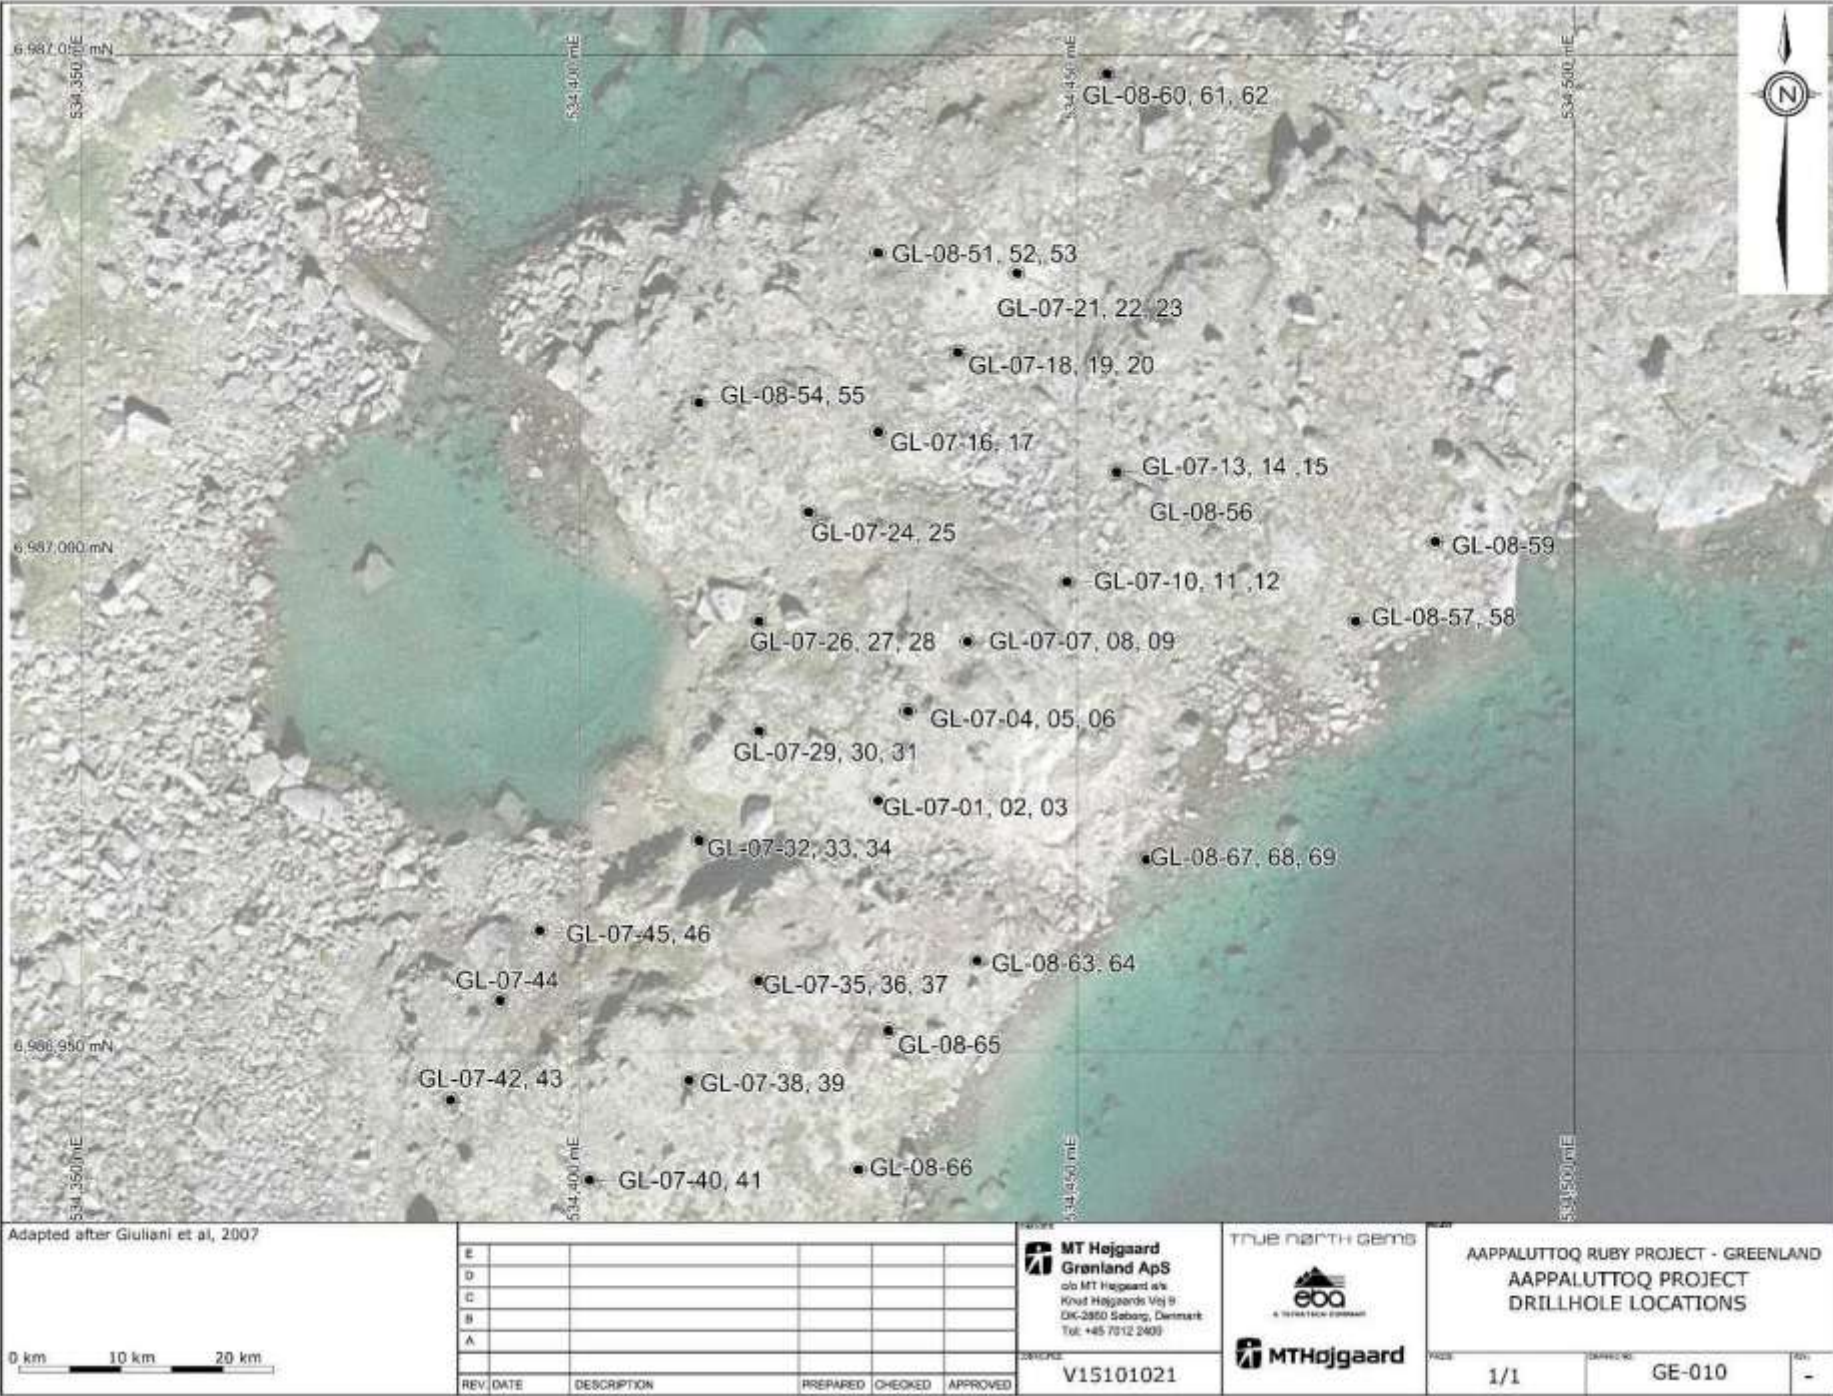 534,350 mE
534,400 mE
534,450 mE
534,500 mE
GL-08-60, 61, 62
N
GL-08-51, 52, 53
GL-07-21, 22, 23
GL-07-18, 19, 20
GL-08-54, 55
GL-07-16, 17
GL-07-13, 14 ,15
GL-08-56
GL-07-24, 25
6,987,000 mN
GL-08-59
GL-07-10, 11 ,12
GL-08-57, 58
GL-07-26, 27, 28
GL-07-07, 08, 09
GL-07-04, 05, 06
GL-07-29, 30, 31
GL-07-01, 02, 03
GL-07-32, 33, 34
GL-08-67, 68, 69
GL-07-45, 46
GL-08-63, 64
GL-07-44
GL-07-35, 36, 37
GL-08-65
6,986,950 mN
GL-07-42, 43
GL-07-38, 39
GL-08-66
GL-07-40, 41
534,350 mE
534,400 mE
534,450 mE
534,500 mE
Adapted after Giuliani et al, 2007
0 km 10 km 20 km
E
D
C
B
A
REV. DATE DESCRIPTION PREPARED CHECKED APPROVED
MT Højgaard
Grønland ApS
c/o MT Højgaard a/s
Knud Højgaards Vej 9
DK-2860 Søborg, Denmark
Tel: +45 7012 2400
V15101021
True North Gems
eba
A TETRA TECH COMPANY
MTHøjgaard
AAPPALUTTOQ RUBY PROJECT - GREENLAND
AAPPALUTTOQ PROJECT
DRILLHOLE LOCATIONS
1/1
GE-010
-